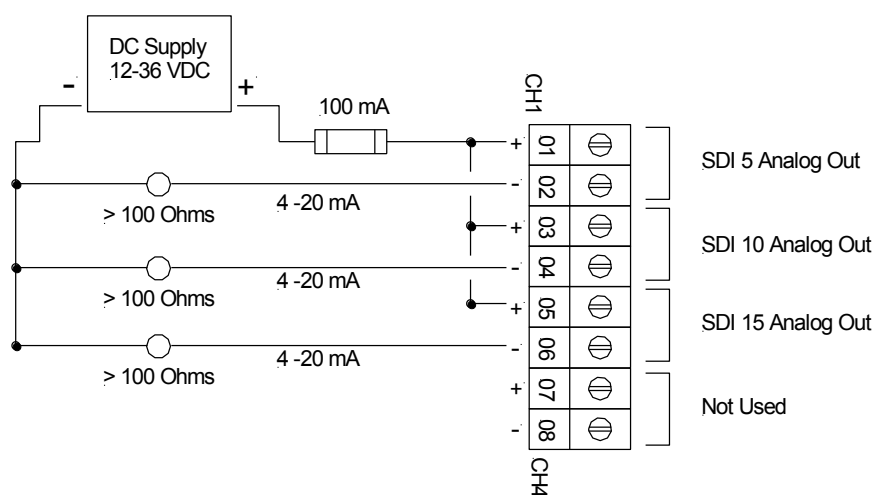 DC Supply
12-36 VDC
-
+
100 mA
CH1
+ 01
SDI 5 Analog Out
- 02
> 100 Ohms
4 -20 mA
+ 03
SDI 10 Analog Out
- 04
> 100 Ohms
4 -20 mA
+ 05
SDI 15 Analog Out
- 06
> 100 Ohms
4 -20 mA
+ 07
Not Used
- 08
CH4